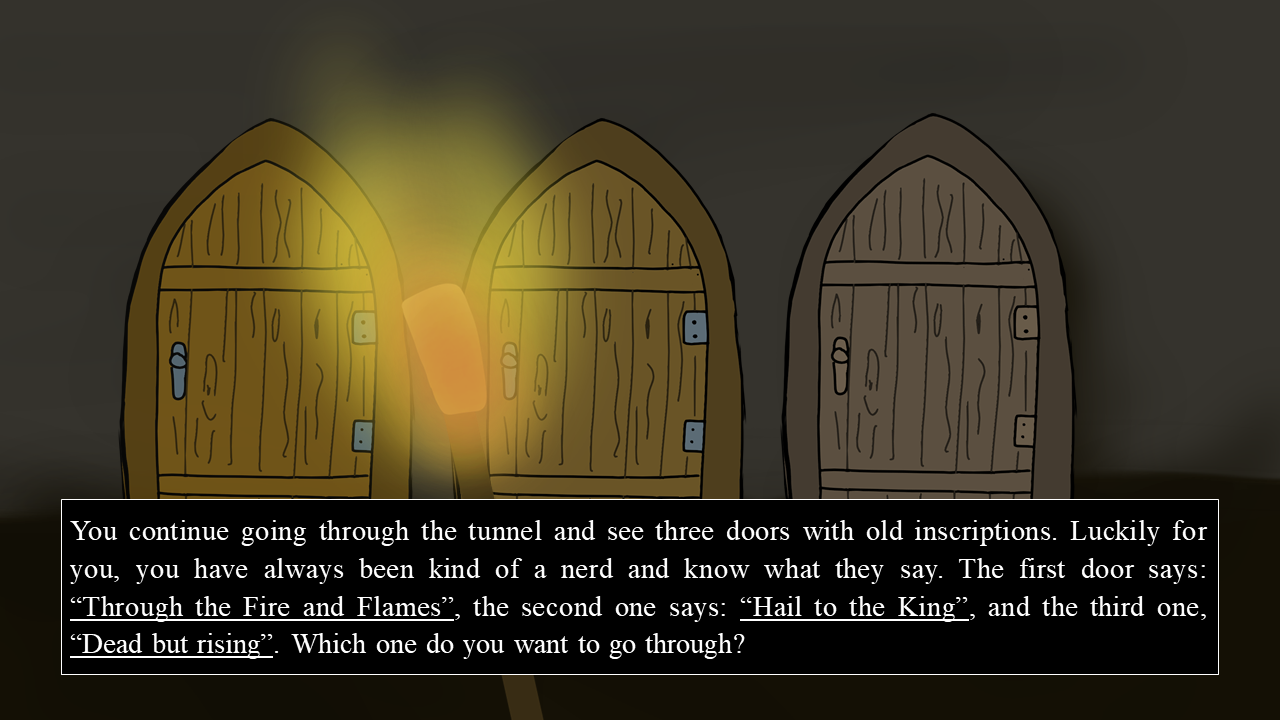 You continue going through the tunnel and see three doors with old inscriptions. Luckily for
you, you have always been kind of a nerd and know what they say. The first door says:
“Through the Fire and Flames”, the second one says: “Hail to the King”, and the third one,
“Dead but rising”. Which one do you want to go through?